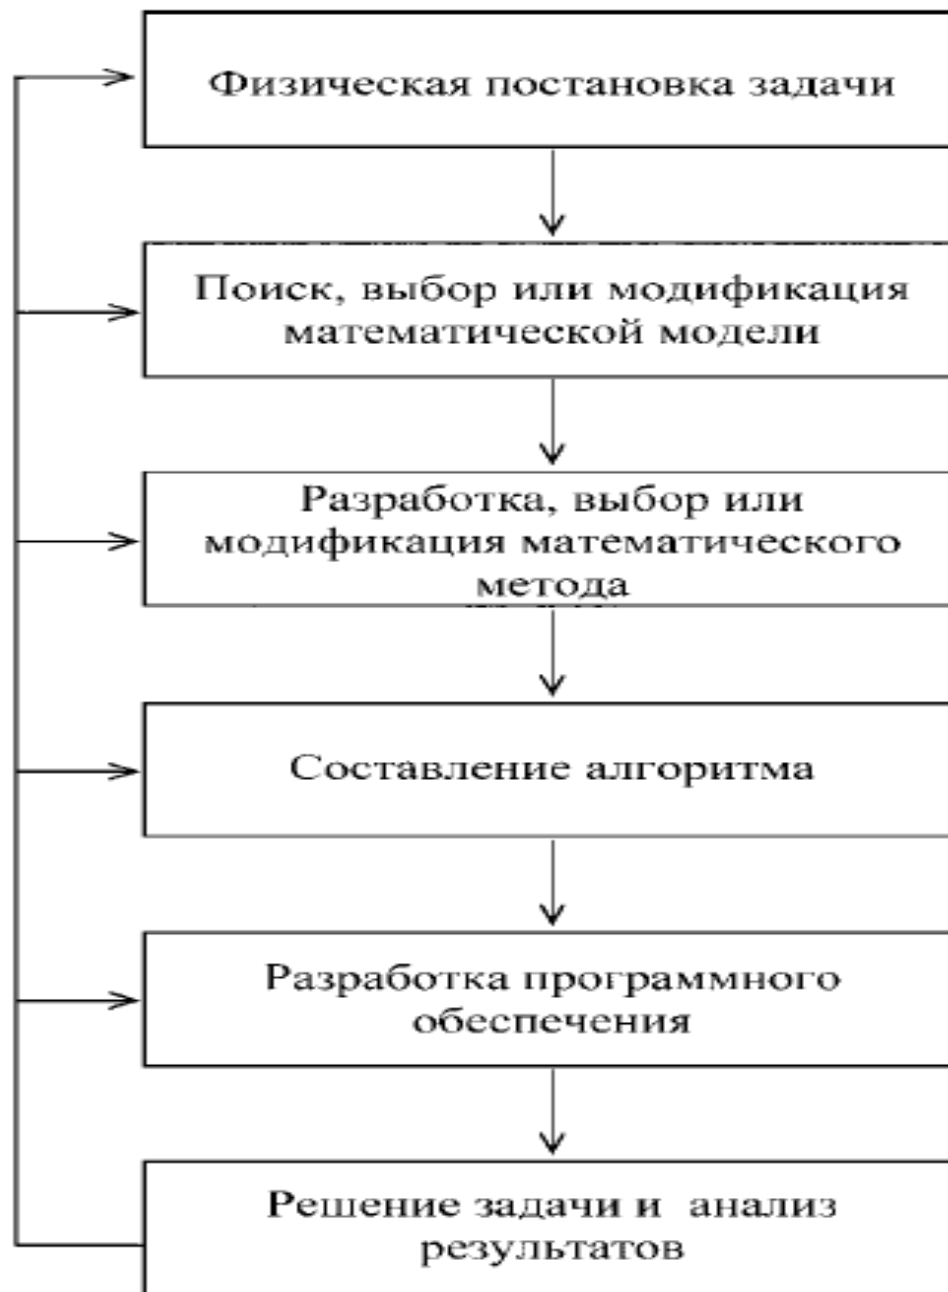 Физическая постановка задачи
Поиск, выбор или модификация
математической модели
Разработка, выбор или
модификация математического
метода
Составление алгоритма
Разработка программного
обеспечения
Решение задачи и анализ
результатов